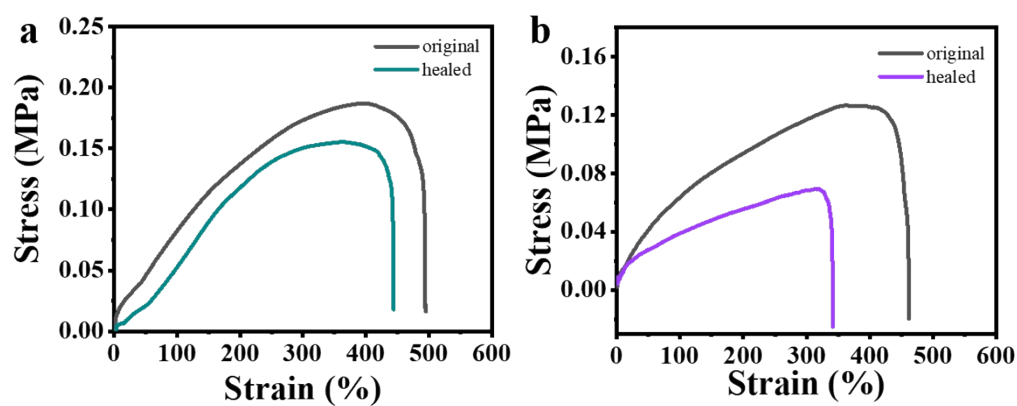 a
original
healed
0.25
0.20
0.15
0.10
0.05
0.00
Stress (MPa)
0 100 200 300 400 500 600
Strain (%)
b
original
healed
0.16
0.12
0.08
0.04
0.00
Stress (MPa)
0 100 200 300 400 500 600
Strain (%)